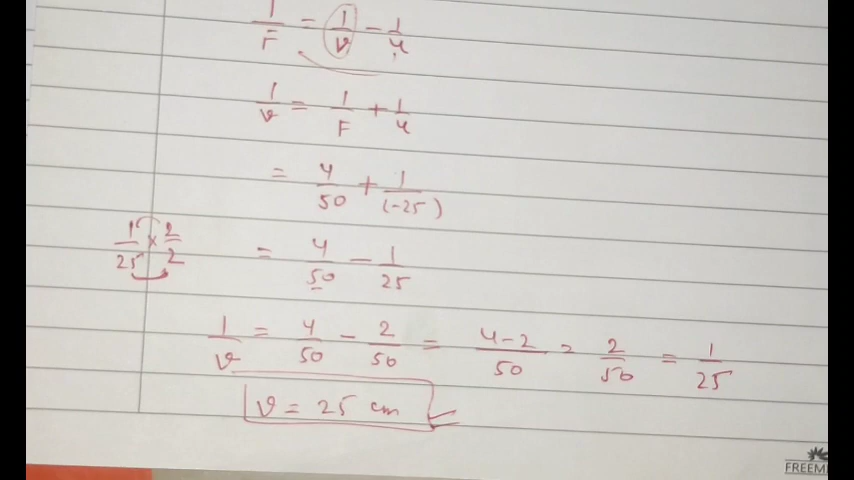 1/F = 1/v - 1/u
1/v = 1/F + 1/u
= 4/50 + 1/(-25)
1/25 × 2/2
= 4/50 - 1/25
1/v = 4/50 - 2/50 = 4-2/50 = 2/50 = 1/25
v = 25 cm
FREEM